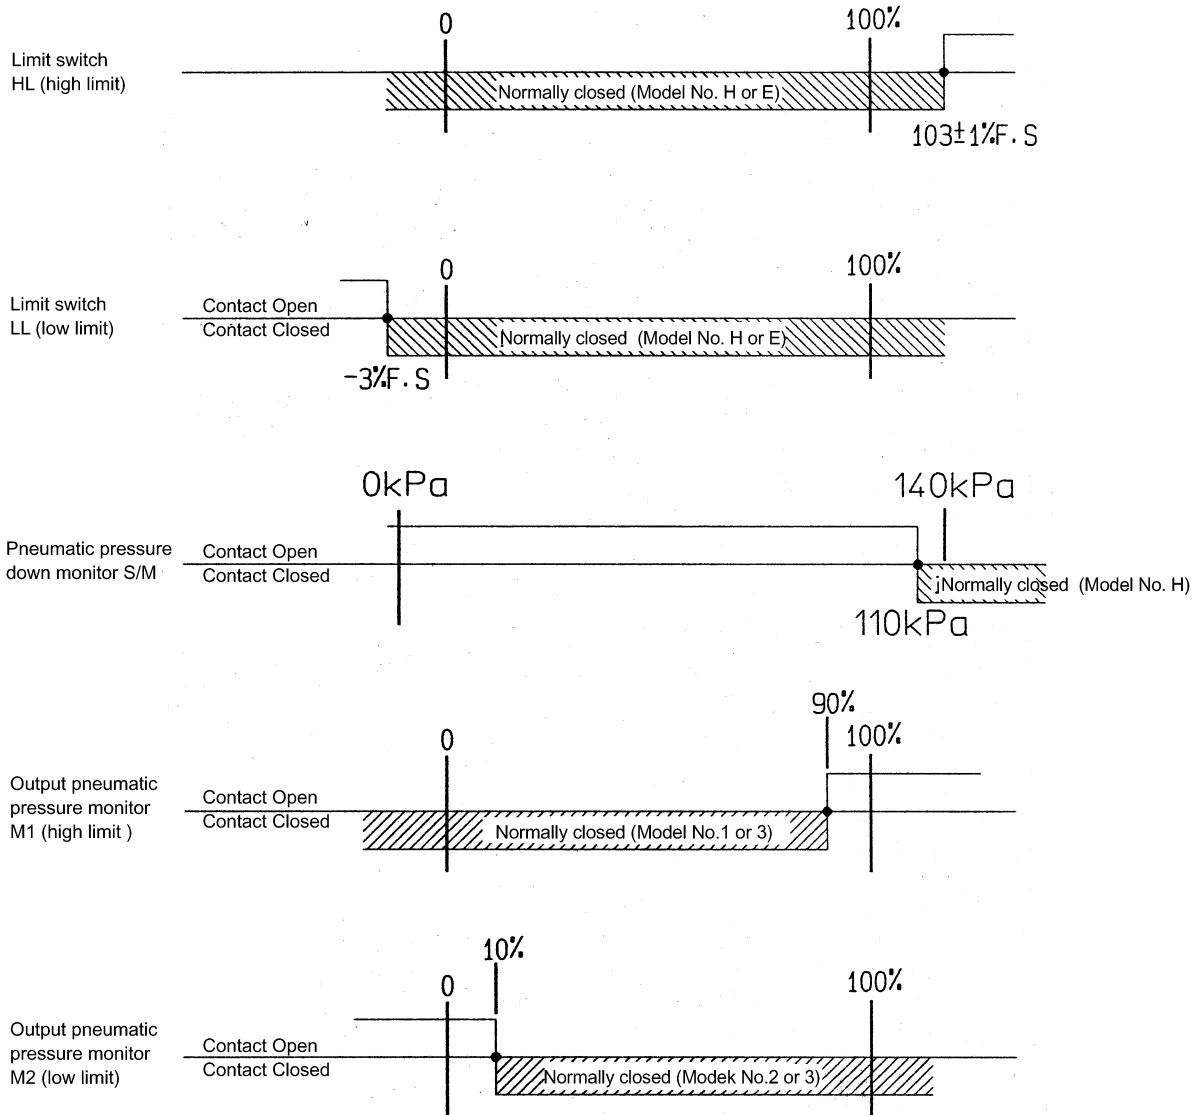 0
100%
Limit switch
HL (high limit)
Normally closed (Model No. H or E)
103±1%F.S
0
100%
Limit switch
LL (low limit)
Contact Open
Contact Closed
Normally closed (Model No. H or E)
-3%F.S
0kPa
140kPa
Pneumatic pressure
down monitor S/M
Contact Open
Contact Closed
jNormally closed (Model No. H)
110kPa
90%
0
100%
Output pneumatic
pressure monitor
M1 (high limit )
Contact Open
Contact Closed
Normally closed (Model No.1 or 3)
10%
0
100%
Output pneumatic
pressure monitor
M2 (low limit)
Contact Open
Contact Closed
Normally closed (Modek No.2 or 3)